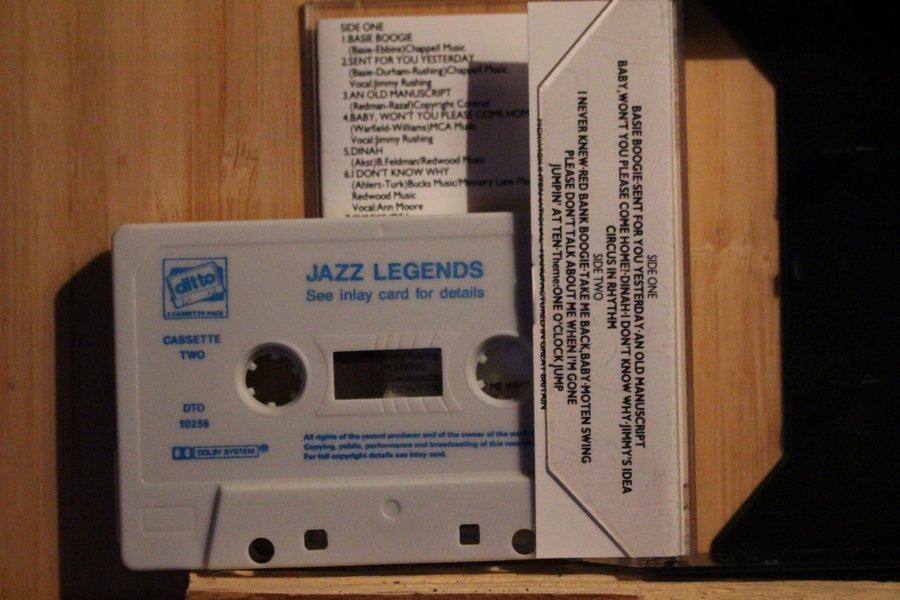 SIDE ONE
1.BASIE BOOGIE
(Basie-Ebbins)Chappell Music
2.SENT FOR YOU YESTERDAY
(Basie-Durham-Rushing)Chappell Music
Vocal:Jimmy Rushing
3.AN OLD MANUSCRIPT
(Redman-Razaf)Copyright Control
4.BABY, WON'T YOU PLEASE COME HOM
(Warfield-Williams)MCA Music
Vocal:Jimmy Rushing
5.DINAH
(Akst)B.Feldman/Redwood Music
6.I DON'T KNOW WHY
(Ahlert-Turk)Bucks Music/Memory Lane Mu
Redwood Music
Vocal:Ann Moore
ditto
2 CASSETTE PACK
JAZZ LEGENDS
See inlay card for details
CASSETTE
TWO
DTO
10256
DOLBY SYSTEM
All rights of the record producer and of the owner of the work
Copying, public, performance and broadcasting of this record
For full copyright details see inlay card.
SIDE ONE
BASIE BOOGIE·SENT FOR YOU YESTERDAY·AN OLD MANUSCRIPT
BABY,WON'T YOU PLEASE COME HOME?·DINAH·I DON'T KNOW WHY·JIMMY'S IDEA
CIRCUS IN RHYTHM
SIDE TWO
I NEVER KNEW·RED BANK BOOGIE·TAKE ME BACK,BABY·MOTEN SWING
PLEASE DON'T TALK ABOUT ME WHEN I'M GONE
JUMPIN' AT TEN·Theme:ONE O'CLOCK JUMP
MANUFACTURED IN GREAT BRITAIN